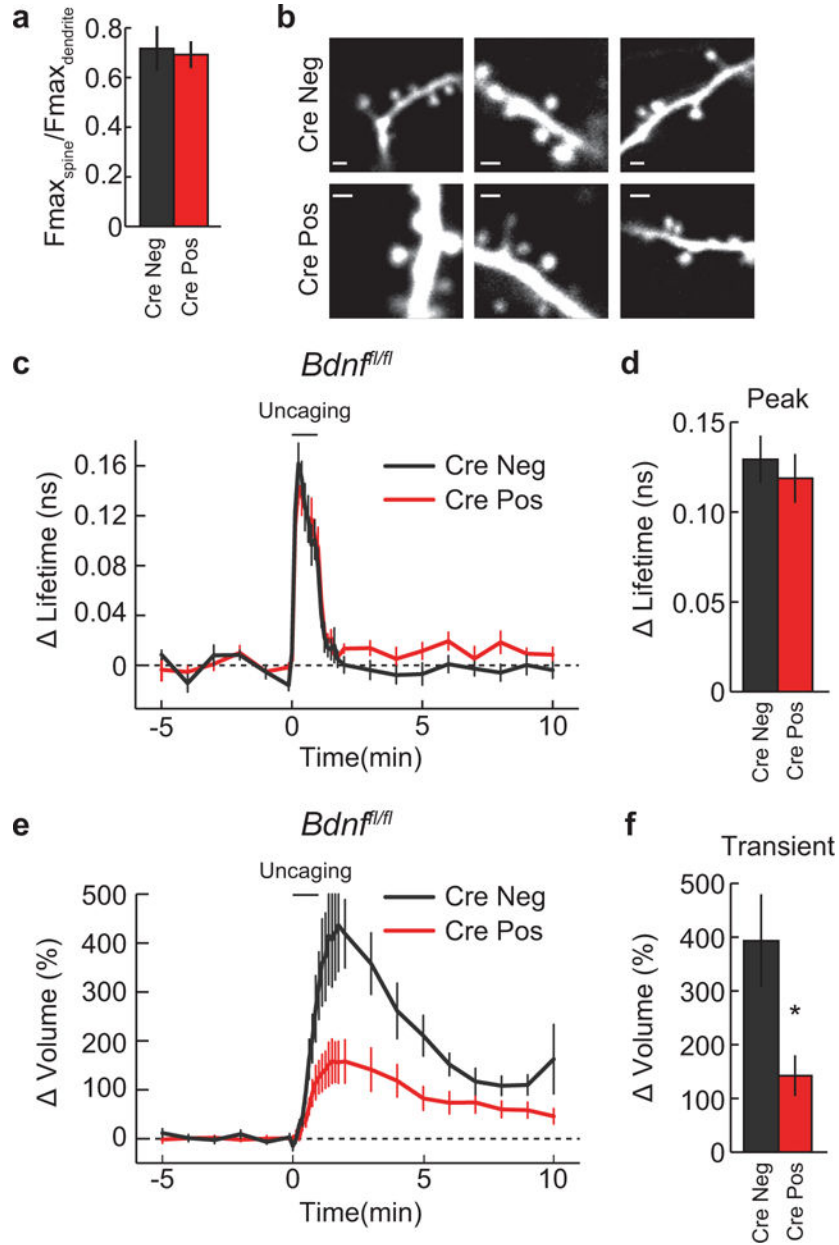 a
Fmaxspine/Fmaxdendrite
0.8
0.6
0.4
0.2
0
Cre Neg
Cre Pos
b
Cre Neg
Cre Pos
c
Bdnffl/fl
Uncaging
Cre Neg
Cre Pos
Δ Lifetime (ns)
0.16
0.12
0.08
0.04
0
-5
0
5
10
Time(min)
d
Peak
Δ Lifetime (ns)
0.15
0.10
0.05
0
Cre Neg
Cre Pos
e
Bdnffl/fl
Uncaging
Cre Neg
Cre Pos
Δ Volume (%)
500
400
300
200
100
0
-5
0
5
10
Time(min)
f
Transient
Δ Volume (%)
500
400
300
200
100
0
*
Cre Neg
Cre Pos